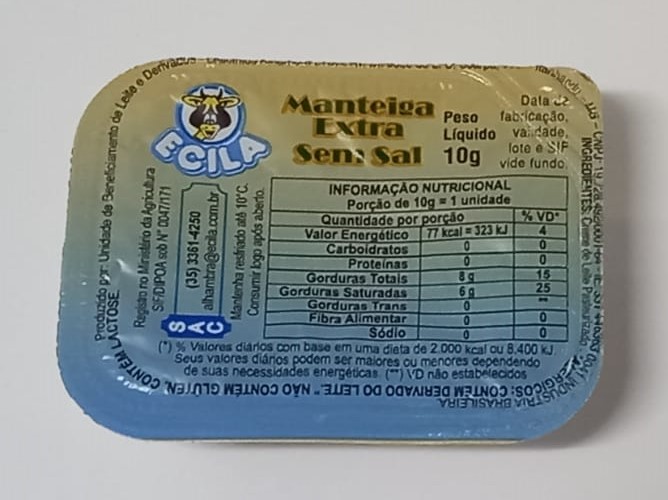 ECILA
Manteiga
Extra
Sem Sal
Peso
Líquido
10g
Data de
fabricação,
validade,
lote e SIF
vide fundo.
INFORMAÇÃO NUTRICIONAL
Porção de 10g = 1 unidade
Quantidade por porção % VD*
Valor Energético 77 kcal = 323 kJ 4
Carboidratos 0 0
Proteínas 0 0
Gorduras Totais 8 g 15
Gorduras Saturadas 6 g 25
Gorduras Trans 0 **
Fibra Alimentar 0 0
Sódio 0 0
(*) % Valores diários com base em uma dieta de 2.000 kcal ou 8.400 kJ.
Seus valores diários podem ser maiores ou menores dependendo
de suas necessidades energéticas. (**) VD não estabelecidos
Produzido por: Unidade de Beneficiamento de Leite e Derivados
Registro no Ministério da Agricultura
SIF/DIPOA sob N° 0047/171
SAC
(35) 3361-4250
alhambra@ecila.com.br
Mantenha resfriado até 10°C.
Consumir logo após aberto.
INGREDIENTES: Creme de leite pasteurizado
INDÚSTRIA BRASILEIRA
ALÉRGICOS: CONTÉM DERIVADO DO LEITE." NÃO CONTÉM GLÚTEN. CONTÉM LACTOSE.